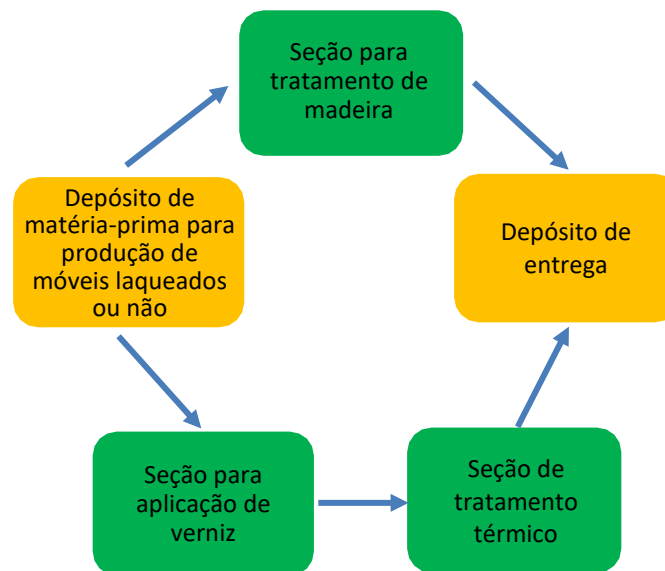 Seção para
tratamento de
madeira
Depósito de
matéria-prima para
produção de
móveis laqueados
ou não
Depósito de
entrega
Seção para
aplicação de
verniz
Seção de
tratamento
térmico